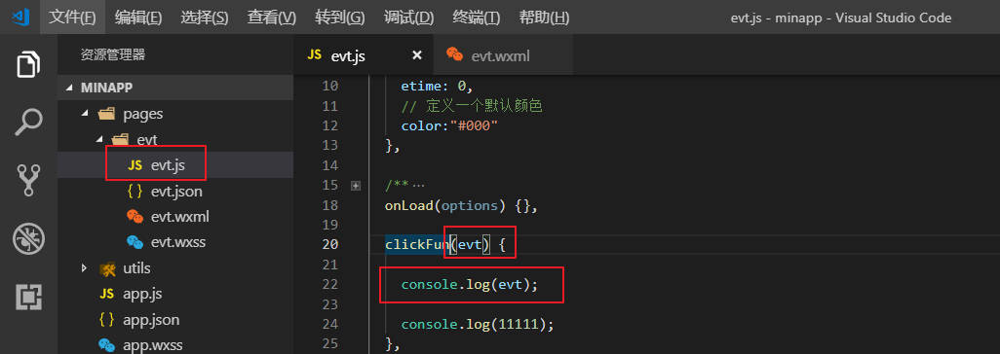 文件(F) 编辑(E) 选择(S) 查看(V) 转到(G) 调试(D) 终端(T) 帮助(H) evt.js - minapp - Visual Studio Code
资源管理器
MINAPP
pages
evt
JS evt.js
{ } evt.json
evt.wxml
evt.wxss
utils
JS app.js
{ } app.json
app.wxss
JS evt.js × evt.wxml
10 etime: 0,
11 // 定义一个默认颜色
12 color:"#000"
13 },
14
15 /** ···
18 onLoad(options) {},
19
20 clickFun(evt) {
21
22 console.log(evt);
23
24 console.log(11111);
25 },